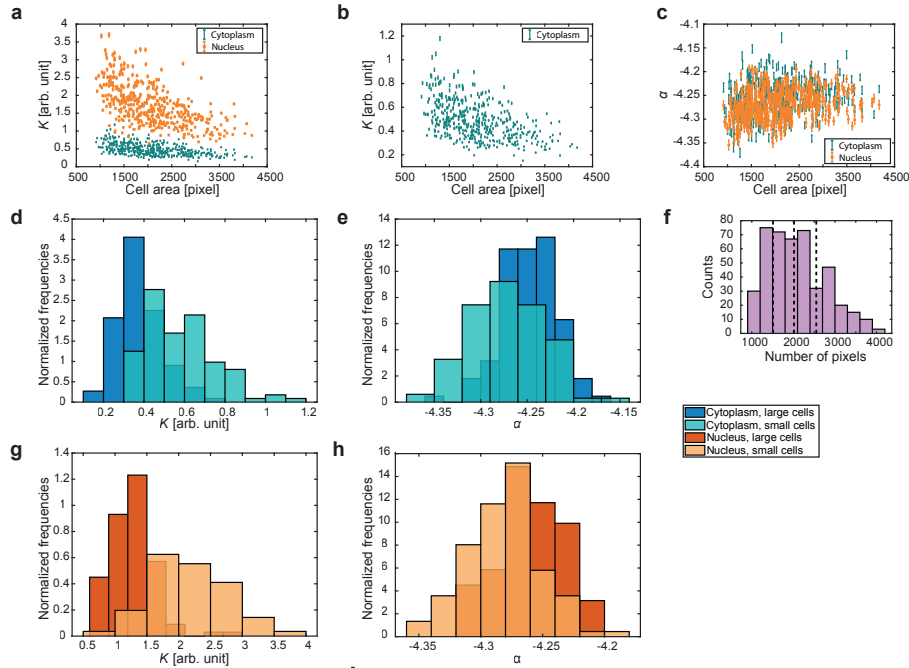 a
K [arb. unit]
4
3.5
3
2.5
2
1.5
1
0.5
0
Cytoplasm
Nucleus
500 1500 2500 3500 4500
Cell area [pixel]
b
K [arb. unit]
1.2
1
0.8
0.6
0.4
0.2
Cytoplasm
500 1500 2500 3500 4500
Cell area [pixel]
c
α
-4.1
-4.15
-4.2
-4.25
-4.3
-4.35
-4.4
Cytoplasm
Nucleus
500 1500 2500 3500 4500
Cell area [pixel]
d
Normalized frequencies
4.5
4
3.5
3
2.5
2
1.5
1
0.5
0
0.2 0.4 0.6 0.8 1.0 1.2
K [arb. unit]
e
Normalized frequencies
14
12
10
8
6
4
2
0
-4.35 -4.3 -4.25 -4.2 -4.15
α
f
Counts
80
70
60
50
40
30
20
10
0
1000 2000 3000 4000
Number of pixels
Cytoplasm, large cells
Cytoplasm, small cells
Nucleus, large cells
Nucleus, small cells
g
Normalized frequencies
1.4
1.2
1
0.8
0.6
0.4
0.2
0
0.5 1 1.5 2 2.5 3 3.5 4
K [arb. unit]
h
Normalized frequencies
16
14
12
10
8
6
4
2
0
-4.35 -4.3 -4.25 -4.2
α